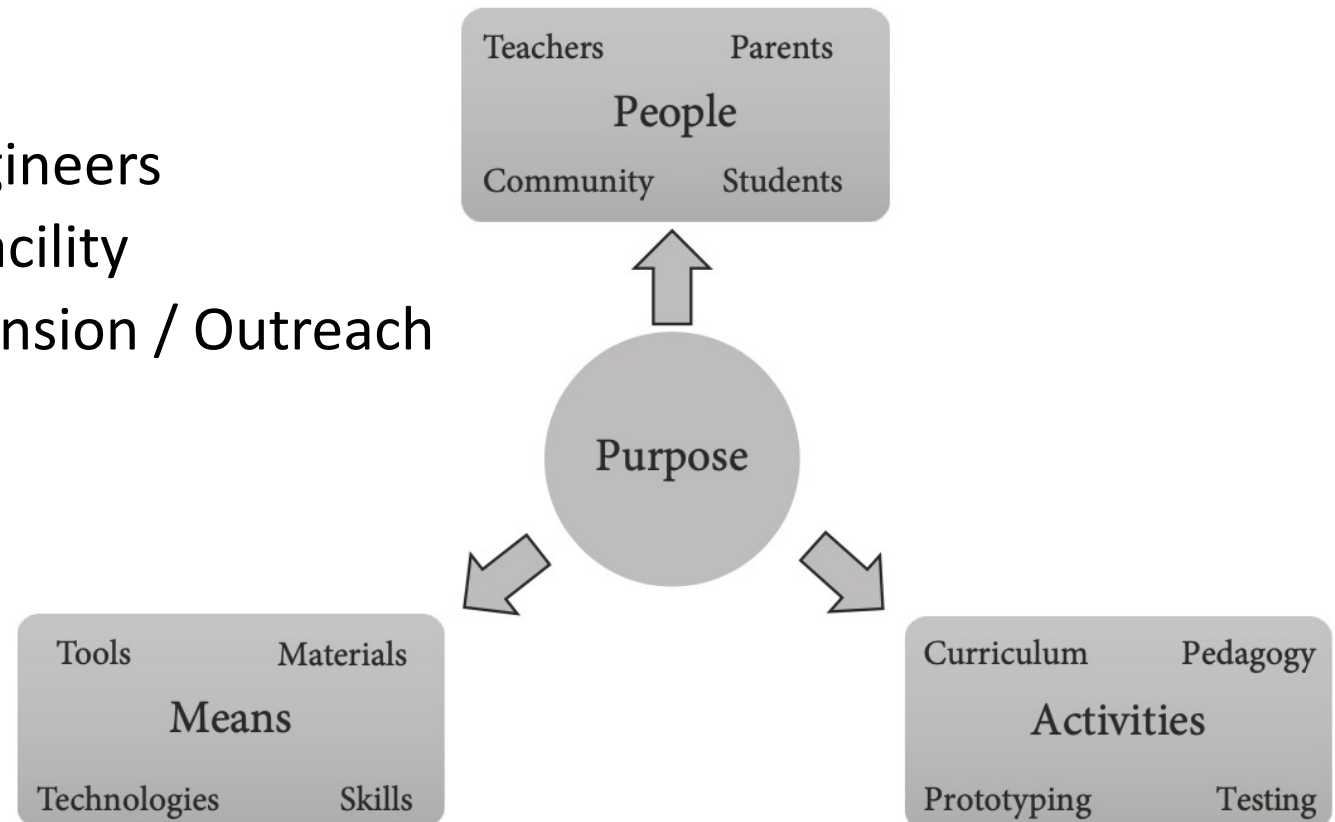 gineers
cility
nsion / Outreach
Teachers Parents
People
Community Students
Purpose
Tools Materials
Means
Technologies Skills
Curriculum Pedagogy
Activities
Prototyping Testing